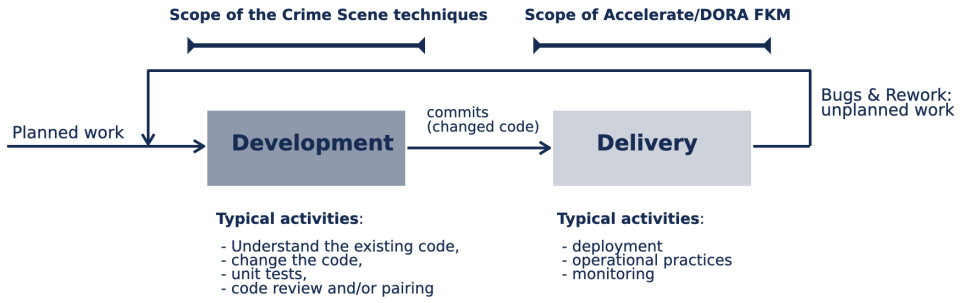 Scope of the Crime Scene techniques
Scope of Accelerate/DORA FKM
Planned work
Development
commits
(changed code)
Delivery
Bugs & Rework:
unplanned work
Typical activities:
- Understand the existing code,
- change the code,
- unit tests,
- code review and/or pairing
Typical activities:
- deployment
- operational practices
- monitoring